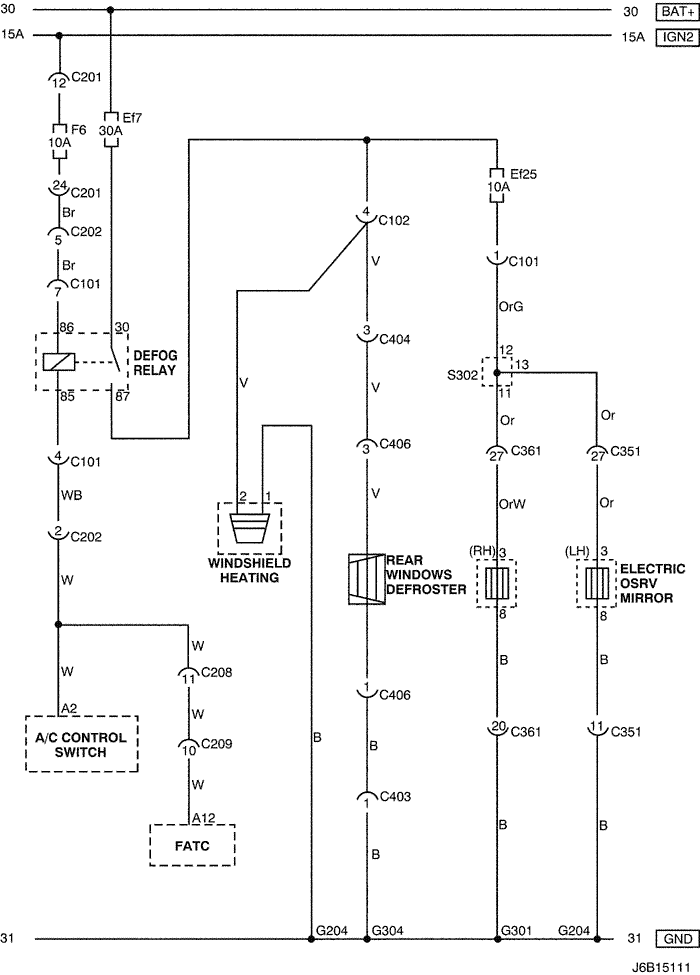 30
30 BAT+
15A
15A IGN2
12 C201
F6
10A
Ef7
30A
24 C201
Br
5 C202
Br
7 C101
Ef25
10A
4 C102
V
1 C101
OrG
3 C404
86 30
DEFOG
RELAY
85 87
12
S302 13
11
V
V
Or
Or
4 C101
3 C406
27 C361
27 C351
WB
2 1
V
OrW
Or
2 C202
WINDSHIELD
HEATING
REAR
WINDOWS
DEFROSTER
(RH) 3
(LH) 3
ELECTRIC
OSRV
MIRROR
W
8
8
W
W
11 C208
B
B
1 C406
A2
W
A/C CONTROL
SWITCH
10 C209
B
B
20 C361
11 C351
W
1 C403
A12
FATC
B
B
B
31
G204 G304 G301 G204
31 GND
J6B15111